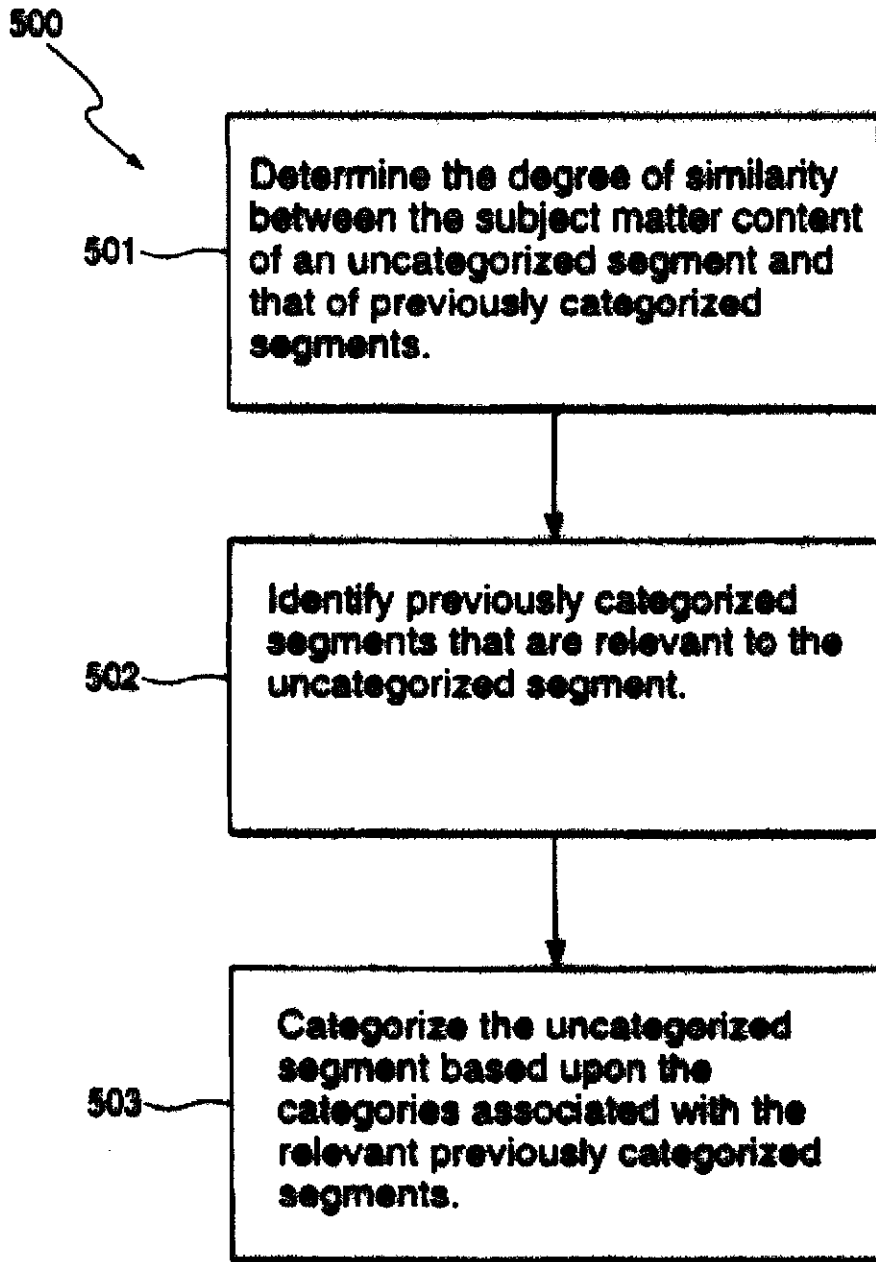 500
501
Determine the degree of similarity
between the subject matter content
of an uncategorized segment and
that of previously categorized
segments.
502
Identify previously categorized
segments that are relevant to the
uncategorized segment.
503
Categorize the uncategorized
segment based upon the
categories associated with the
relevant previously categorized
segments.